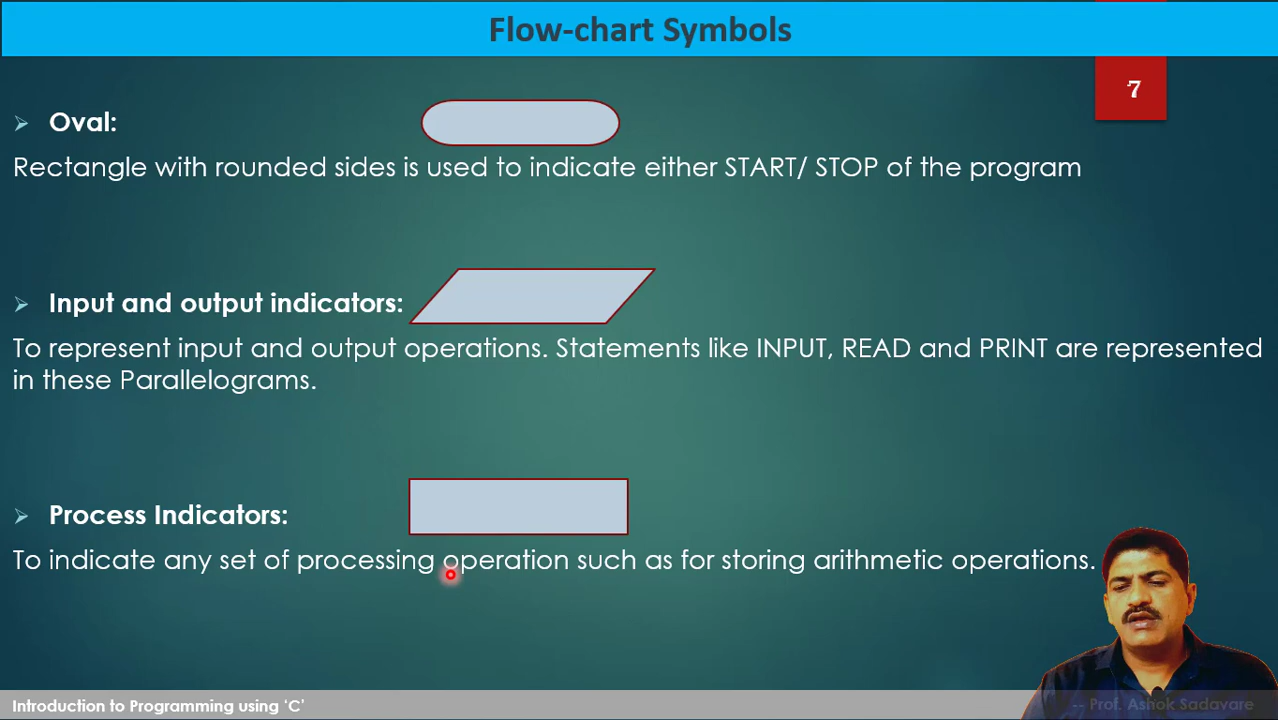 Flow-chart Symbols
7
Oval:
Rectangle with rounded sides is used to indicate either START/ STOP of the program
Input and output indicators:
To represent input and output operations. Statements like INPUT, READ and PRINT are represented
in these Parallelograms.
Process Indicators:
To indicate any set of processing operation such as for storing arithmetic operations.
Introduction to Programming using ‘C’
-- Prof. Ashok Sadavare